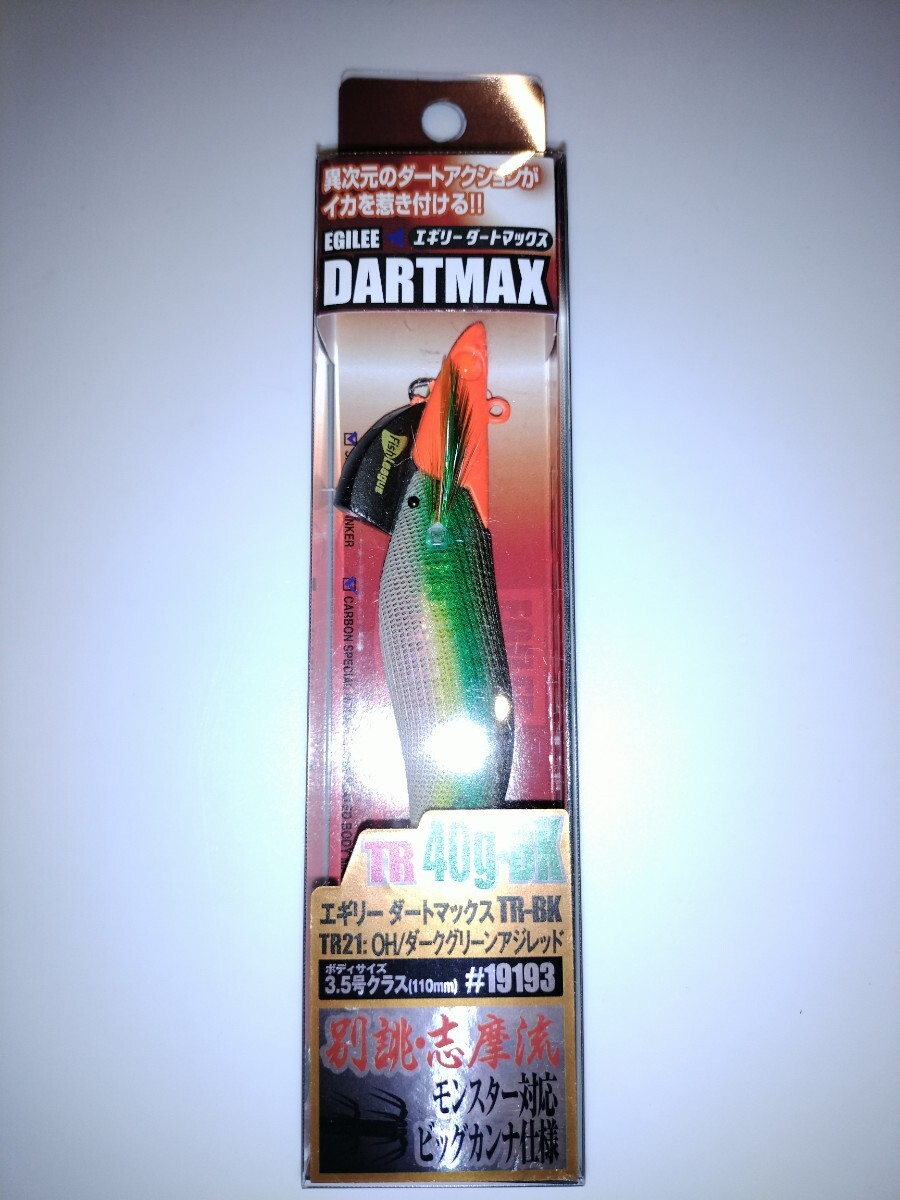 異次元のダートアクションが
イカを惹き付ける!!
EGILEE エギリー ダートマックス
DARTMAX
FishLeague
CARBON SPECIAL
TR 40g-BK
エギリー ダートマックス TR-BK
TR21: OH/ダークグリーンアジレッド
ボディサイズ
3.5号クラス(110mm) #19193
別誂・志摩流
モンスター対応
ビッグカンナ仕様